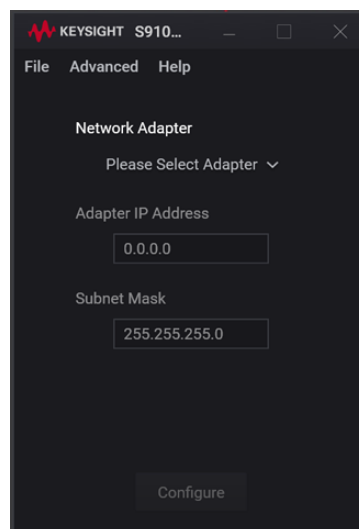 KEYSIGHT S910...
File Advanced Help
Network Adapter
Please Select Adapter
Adapter IP Address
0.0.0.0
Subnet Mask
255.255.255.0
Configure